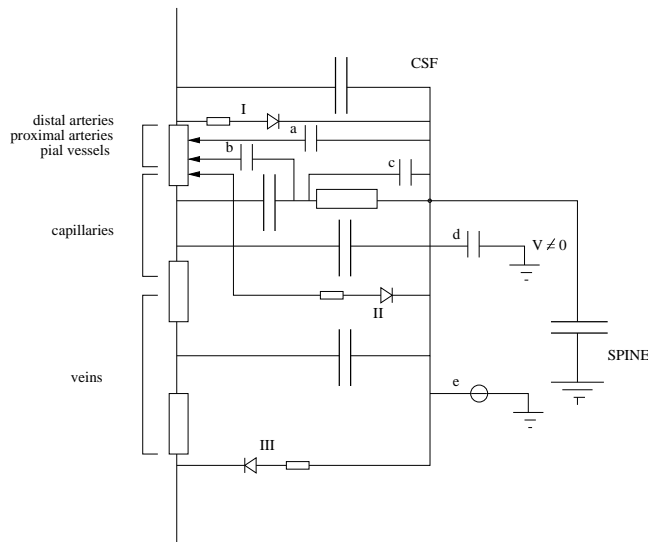 CSF
I
distal arteries
proximal arteries
pial vessels
a
b
c
capillaries
d
V ≠ 0
II
SPINE
veins
e
III